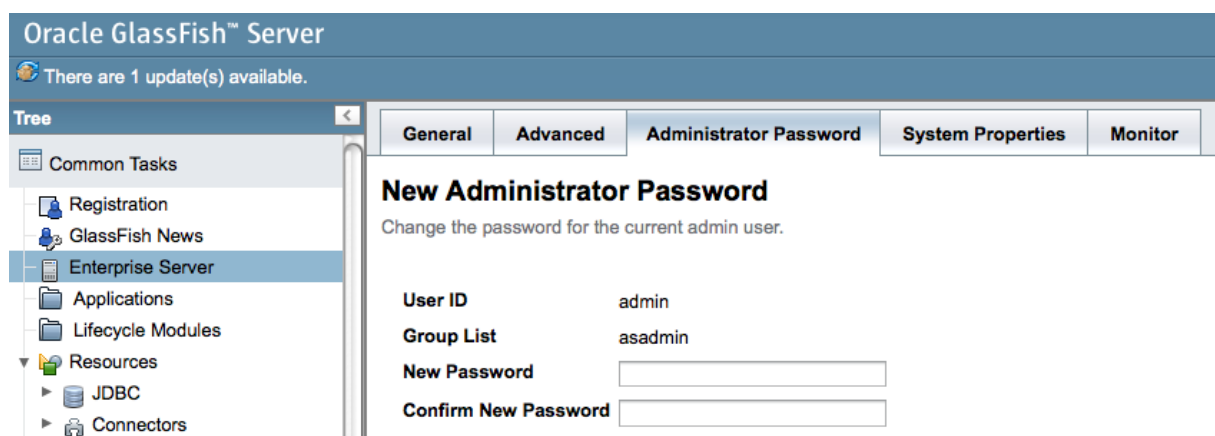 Oracle GlassFish™ Server
There are 1 update(s) available.
Tree
Common Tasks
Registration
GlassFish News
Enterprise Server
Applications
Lifecycle Modules
Resources
JDBC
Connectors
General Advanced Administrator Password System Properties Monitor
New Administrator Password
Change the password for the current admin user.
User ID admin
Group List asadmin
New Password
Confirm New Password